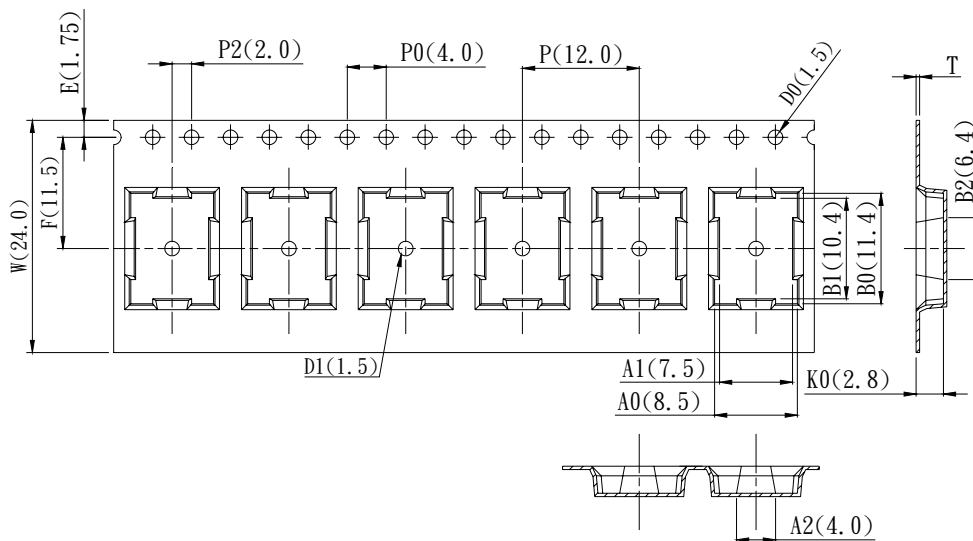 P2(2.0)
P0(4.0)
P(12.0)
D0(1.5)
T
E(1.75)
F(11.5)
W(24.0)
B1(10.4)
B0(11.4)
B2(6.4)
D1(1.5)
A1(7.5)
A0(8.5)
K0(2.8)
A2(4.0)